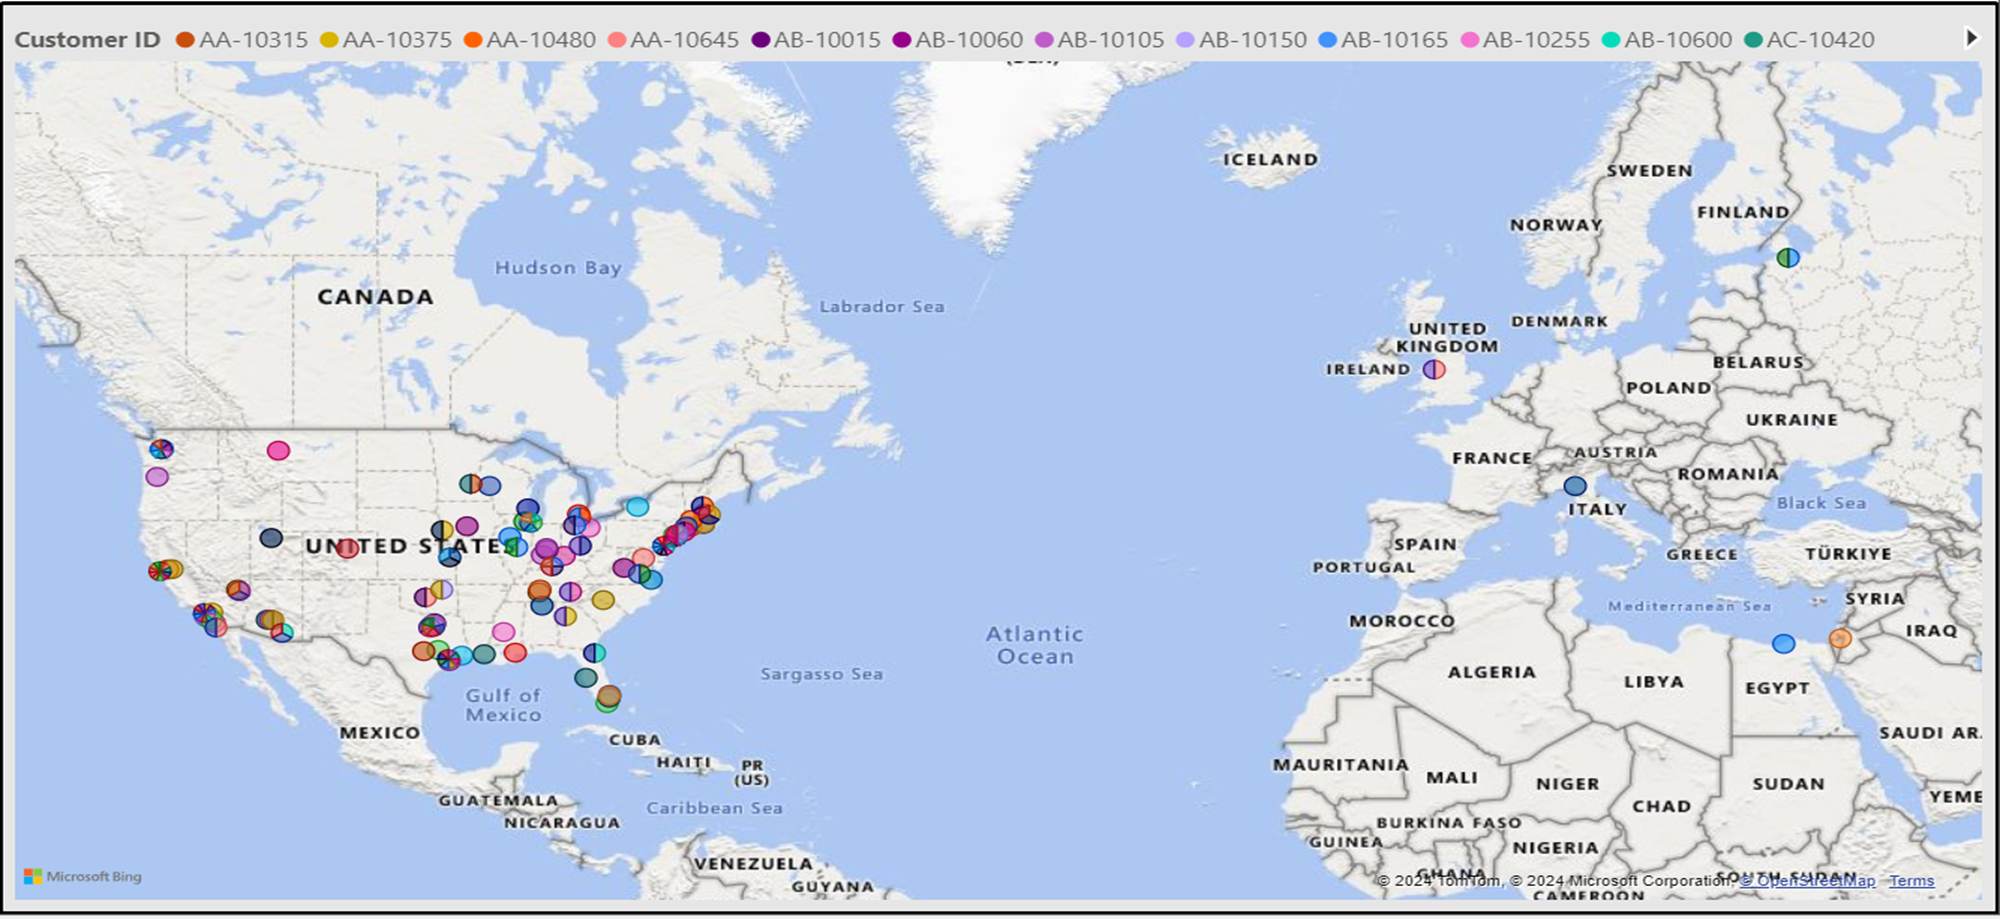 Customer ID AA-10315 AA-10375 AA-10480 AA-10645 AB-10015 AB-10060 AB-10105 AB-10150 AB-10165 AB-10255 AB-10600 AC-10420
ICELAND
SWEDEN
FINLAND
NORWAY
Hudson Bay
CANADA
Labrador Sea
DENMARK
UNITED
KINGDOM
IRELAND
BELARUS
POLAND
UKRAINE
FRANCE
AUSTRIA
ROMANIA
Black Sea
ITALY
UNITED STATES
SPAIN
GREECE
TÜRKIYE
PORTUGAL
SYRIA
Mediterranean Sea
MOROCCO
IRAQ
Atlantic
Ocean
Sargasso Sea
ALGERIA
LIBYA
EGYPT
Gulf of
Mexico
MEXICO
CUBA
SAUDI AR
HAITI
PR
(US)
MAURITANIA
MALI
NIGER
SUDAN
GUATEMALA
Caribbean Sea
CHAD
YEME
NICARAGUA
BURKINA FASO
GUINEA
NIGERIA
VENEZUELA
GUYANA
GHANA
SOUTH SUDAN
CAMEROON
Microsoft Bing
© 2024 TomTom, © 2024 Microsoft Corporation, © OpenStreetMap Terms